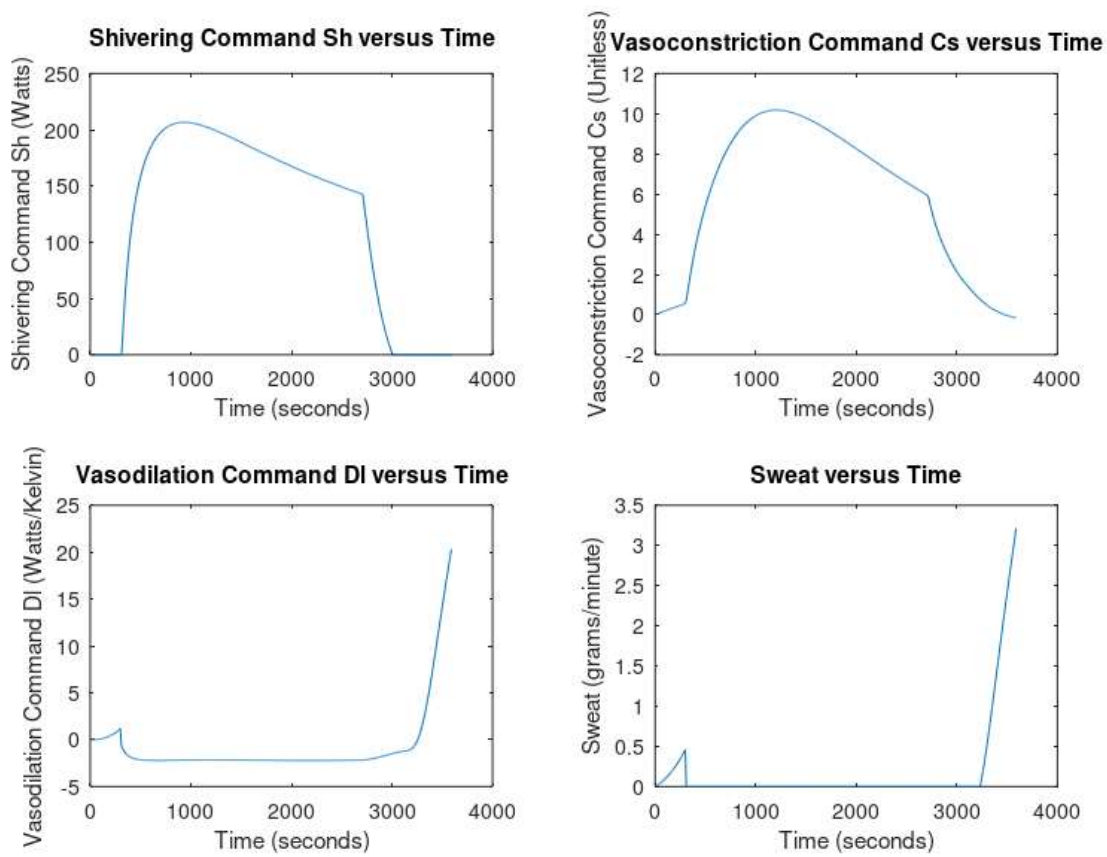 Shivering Command Sh versus Time
Shivering Command Sh (Watts)
250
200
150
100
50
0
0 1000 2000 3000 4000
Time (seconds)
Vasoconstriction Command Cs versus Time
Vasoconstriction Command Cs (Unitless)
12
10
8
6
4
2
0
-2
0 1000 2000 3000 4000
Time (seconds)
Vasodilation Command Dl versus Time
Vasodilation Command Dl (Watts/Kelvin)
25
20
15
10
5
0
-5
0 1000 2000 3000 4000
Time (seconds)
Sweat versus Time
Sweat (grams/minute)
3.5
3
2.5
2
1.5
1
0.5
0
0 1000 2000 3000 4000
Time (seconds)